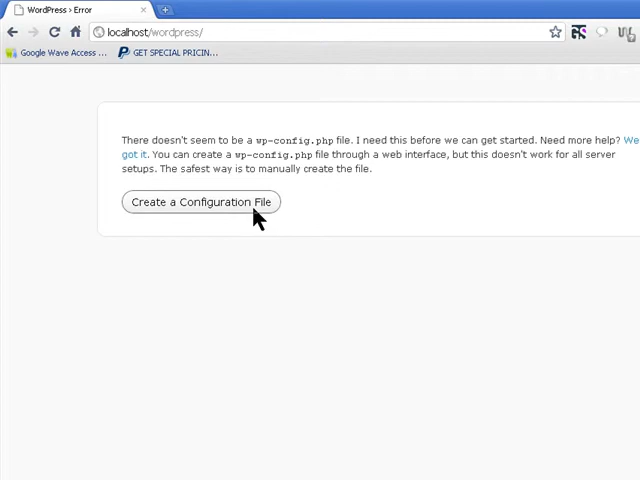 WordPress › Error
localhost/wordpress/
Google Wave Access ...
GET SPECIAL PRICIN...
There doesn't seem to be a wp-config.php file. I need this before we can get started. Need more help? We
got it. You can create a wp-config.php file through a web interface, but this doesn't work for all server
setups. The safest way is to manually create the file.
Create a Configuration File